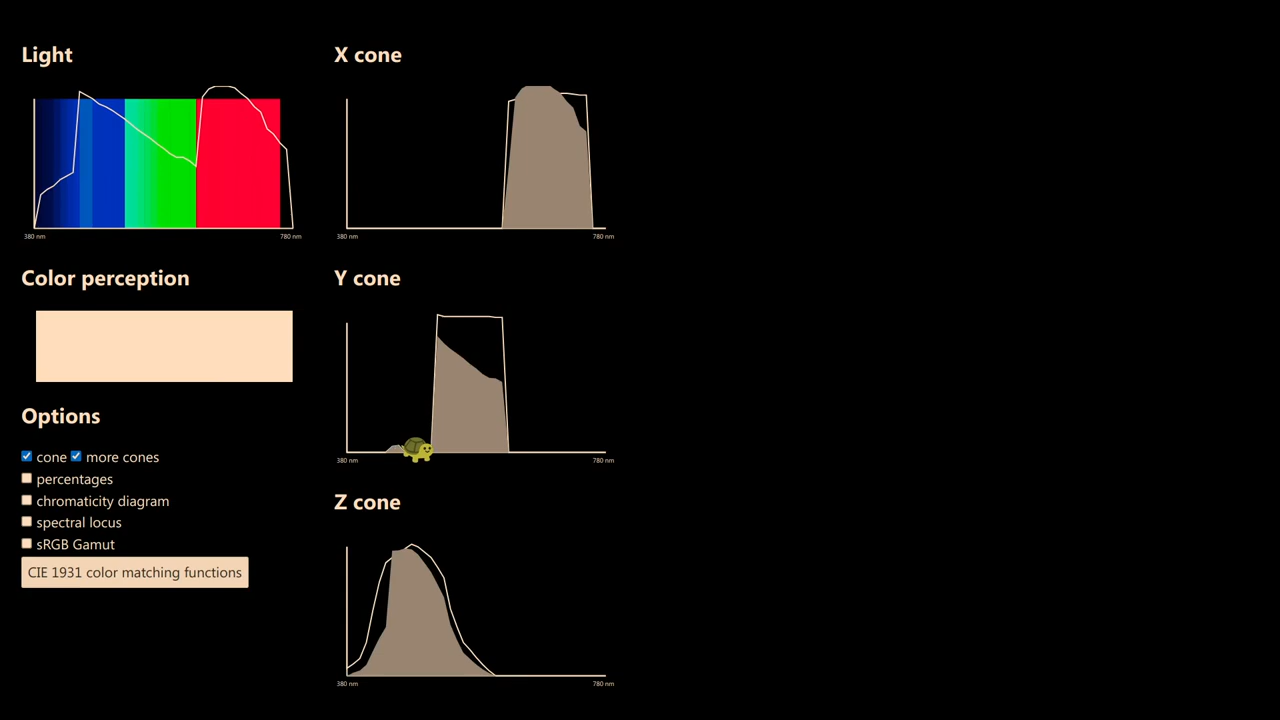 Light
380 nm
780 nm
Color perception
Options
cone
more cones
percentages
chromaticity diagram
spectral locus
sRGB Gamut
CIE 1931 color matching functions
X cone
380 nm
780 nm
Y cone
380 nm
780 nm
Z cone
380 nm
780 nm